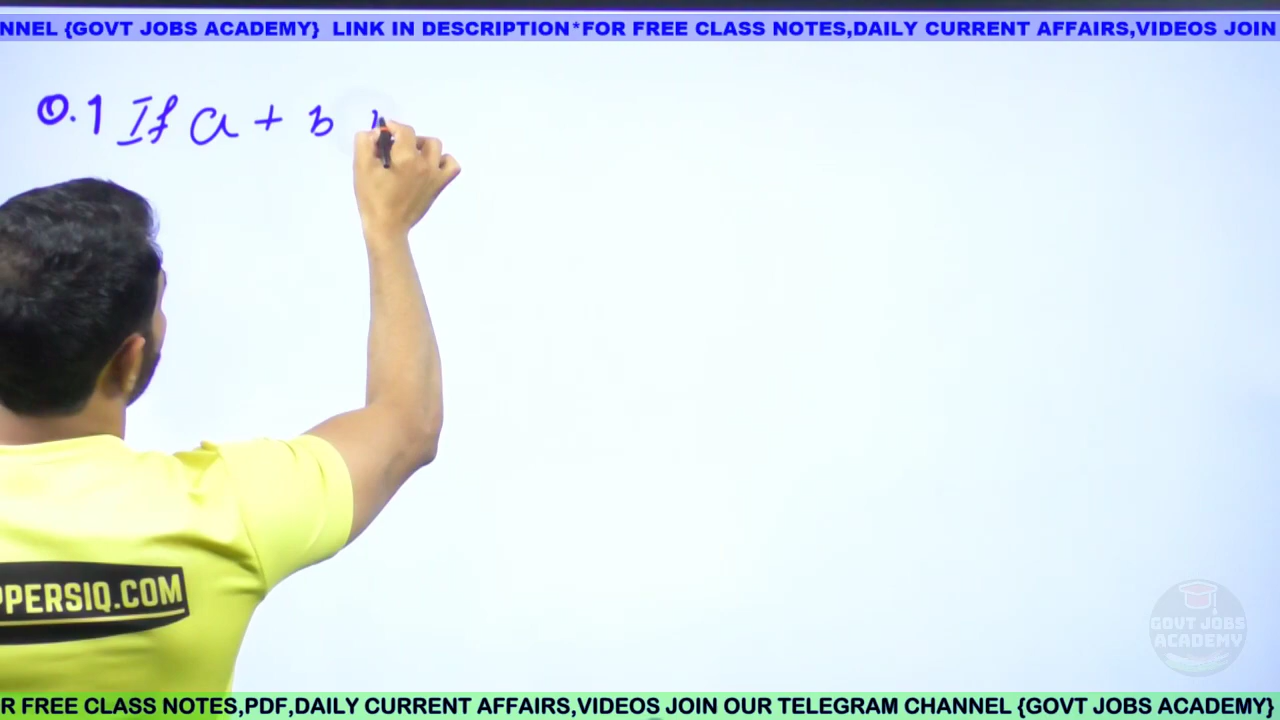 NNEL {GOVT JOBS ACADEMY} LINK IN DESCRIPTION*FOR FREE CLASS NOTES,DAILY CURRENT AFFAIRS,VIDEOS JOIN
Q.1 If a + b
PPERSIQ.COM
GOVT JOBS
ACADEMY
R FREE CLASS NOTES,PDF,DAILY CURRENT AFFAIRS,VIDEOS JOIN OUR TELEGRAM CHANNEL {GOVT JOBS ACADEMY}